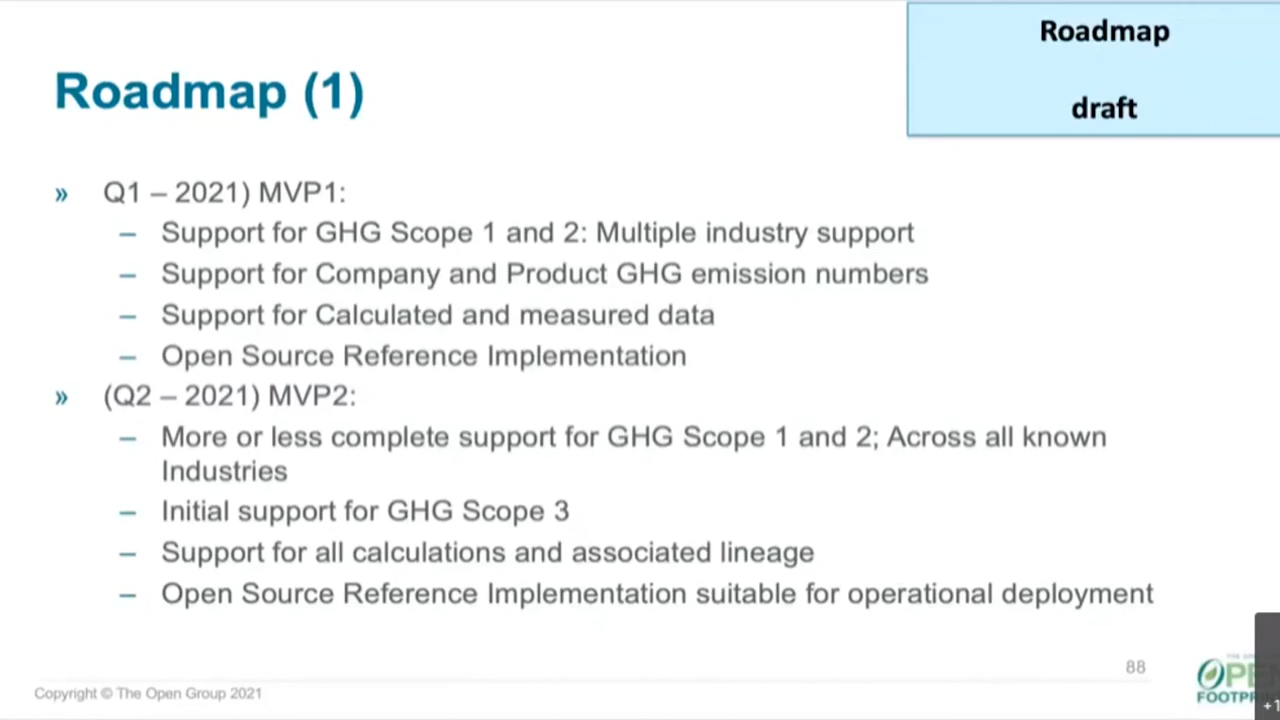 Roadmap
draft
Roadmap (1)
» Q1 – 2021) MVP1:
– Support for GHG Scope 1 and 2: Multiple industry support
– Support for Company and Product GHG emission numbers
– Support for Calculated and measured data
– Open Source Reference Implementation
» (Q2 – 2021) MVP2:
– More or less complete support for GHG Scope 1 and 2; Across all known
Industries
– Initial support for GHG Scope 3
– Support for all calculations and associated lineage
– Open Source Reference Implementation suitable for operational deployment
88
Copyright © The Open Group 2021